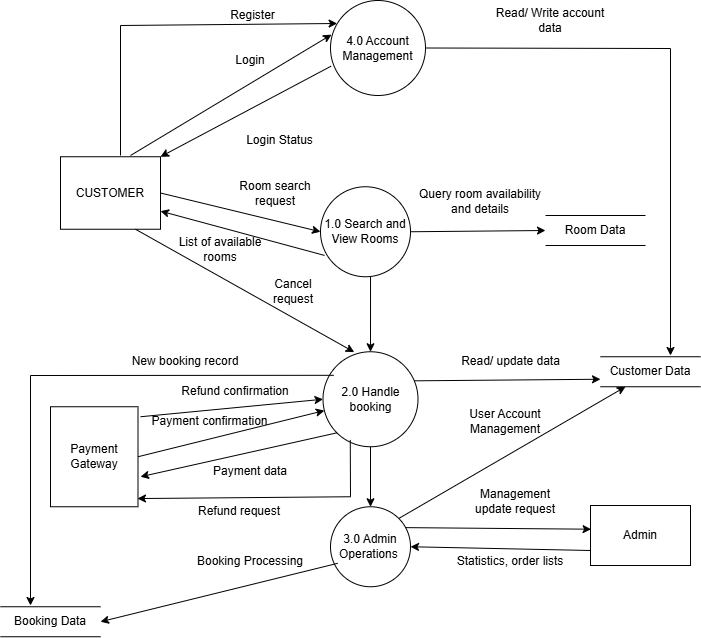 Register
Read/ Write account
data
4.0 Account
Management
Login
Login Status
CUSTOMER
Room search
request
Query room availability
and details
1.0 Search and
View Rooms
Room Data
List of available
rooms
Cancel
request
New booking record
Read/ update data
Customer Data
Refund confirmation
2.0 Handle
booking
Payment confirmation
User Account
Management
Payment
Gateway
Payment data
Management
update request
Refund request
3.0 Admin
Operations
Admin
Booking Processing
Statistics, order lists
Booking Data